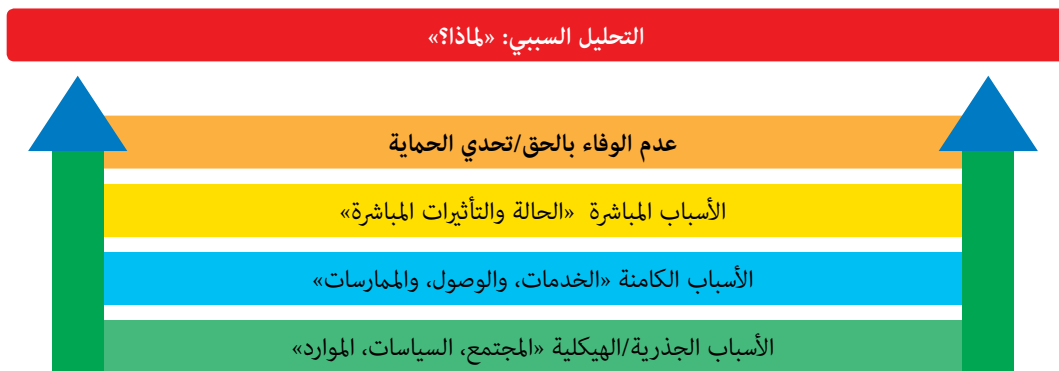 التحليل السببي: «لماذا؟»
عدم الوفاء بالحق/تحدي الحماية
الأسباب المباشرة «الحالة والتأثيرات المباشرة»
الأسباب الكامنة «الخدمات، والوصول، والممارسات»
الأسباب الجذرية/الهيكلية «المجتمع، السياسات، الموارد»